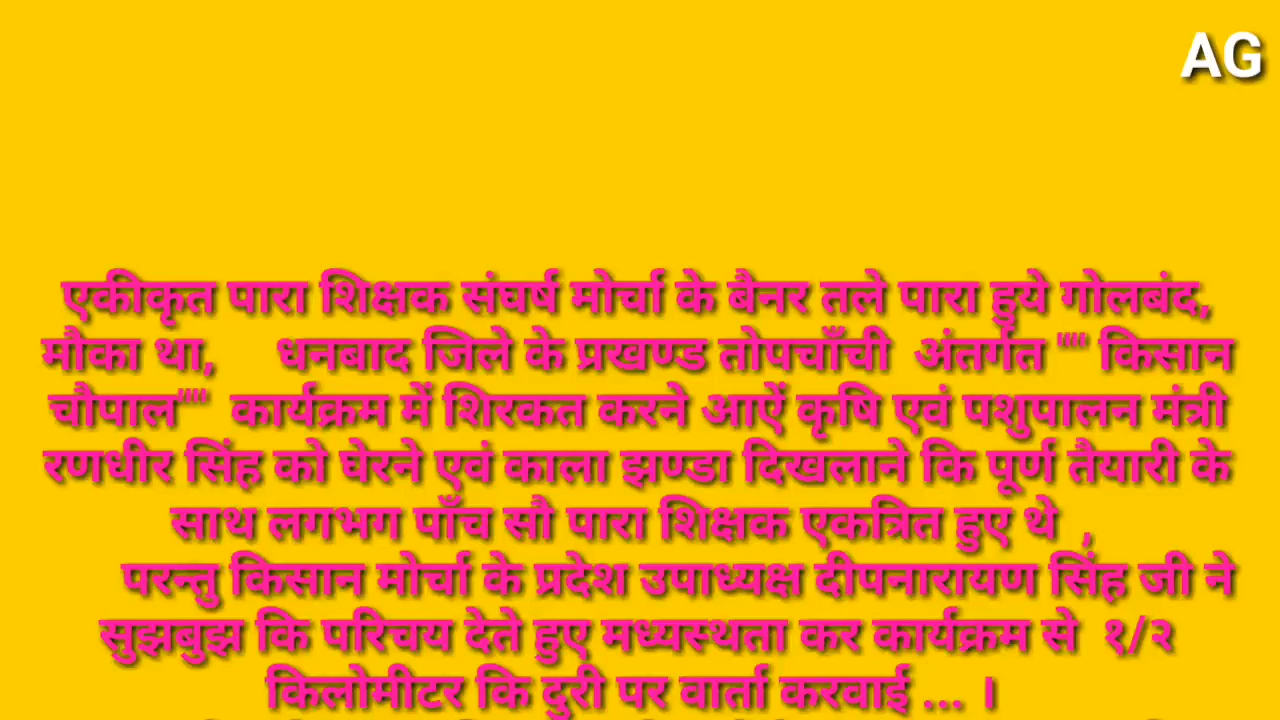 AG
एकीकृत पारा शिक्षक संघर्ष मोर्चा के बैनर तले पारा हुये गोलबंद,
मौका था, धनबाद जिले के प्रखण्ड तोपचाँची अंतर्गत "" किसान
चौपाल"" कार्यक्रम में शिरकत करने आऐं कृषि एवं पशुपालन मंत्री
रणधीर सिंह को घेरने एवं काला झण्डा दिखलाने कि पूर्ण तैयारी के
साथ लगभग पाँच सौ पारा शिक्षक एकत्रित हुए थे ,
परन्तु किसान मोर्चा के प्रदेश उपाध्यक्ष दीपनारायण सिंह जी ने
सुझबुझ कि परिचय देते हुए मध्यस्थता कर कार्यक्रम से १/२
किलोमीटर कि दुरी पर वार्ता करवाई ... ।